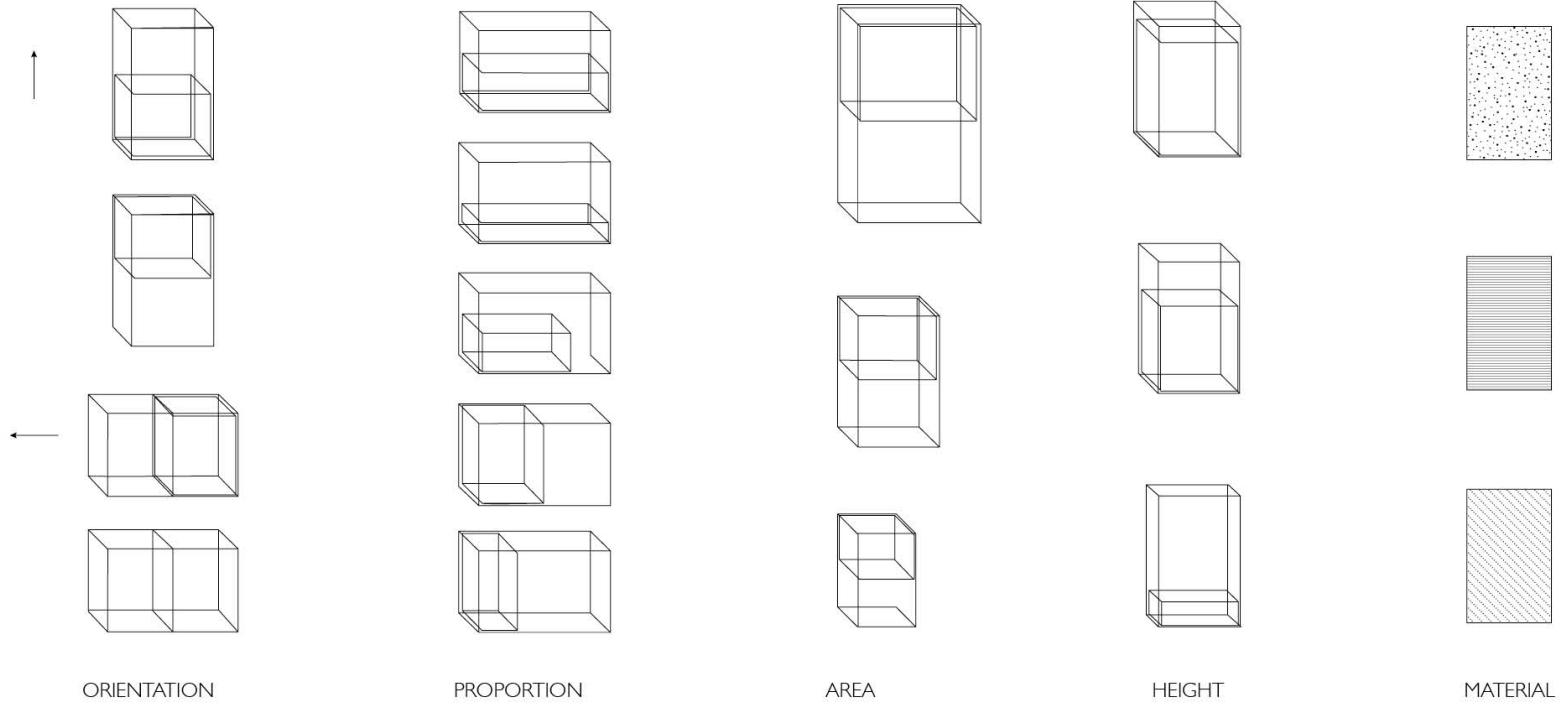 ORIENTATION
PROPORTION
AREA
HEIGHT
MATERIAL